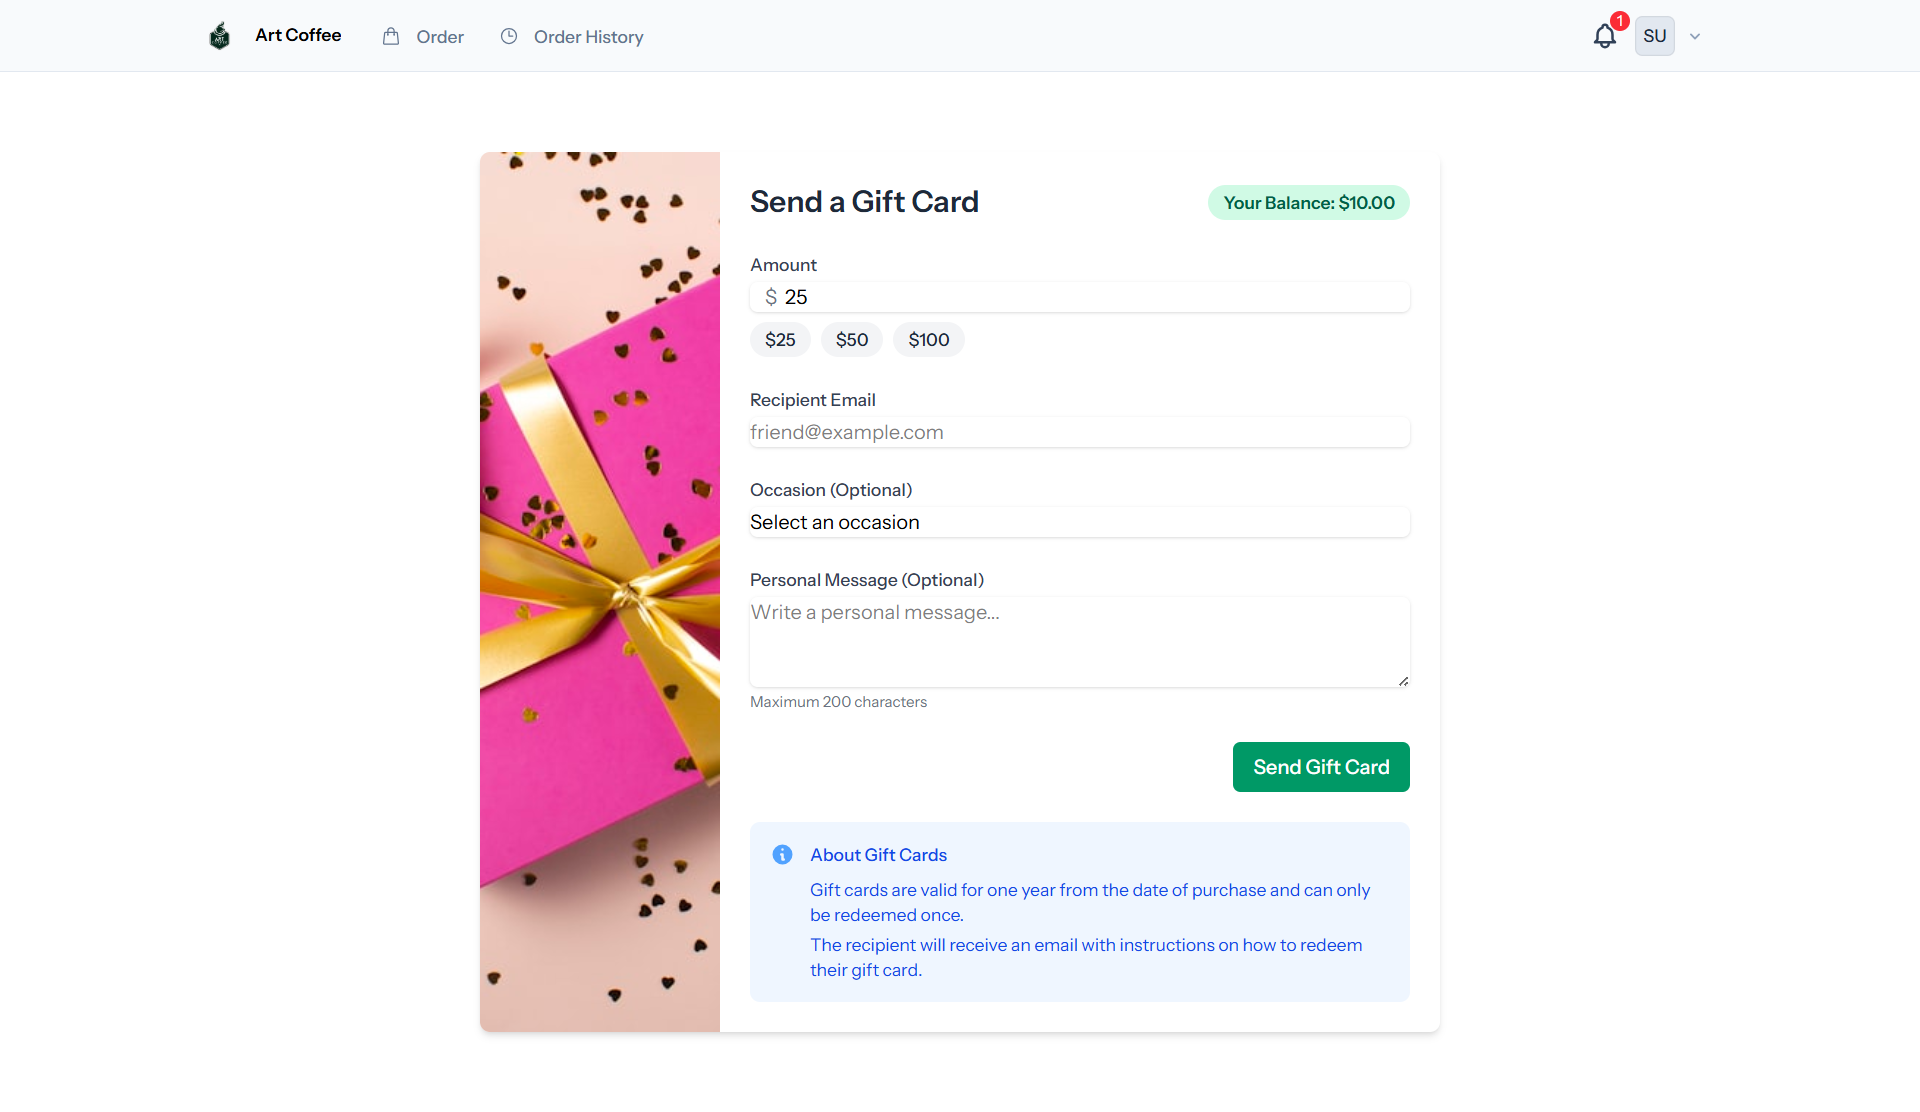 Art Coffee
Order
Order History
1
SU
Send a Gift Card
Your Balance: $10.00
Amount
$ 25
$25
$50
$100
Recipient Email
friend@example.com
Occasion (Optional)
Select an occasion
Personal Message (Optional)
Write a personal message...
Maximum 200 characters
Send Gift Card
About Gift Cards
Gift cards are valid for one year from the date of purchase and can only
be redeemed once.
The recipient will receive an email with instructions on how to redeem
their gift card.